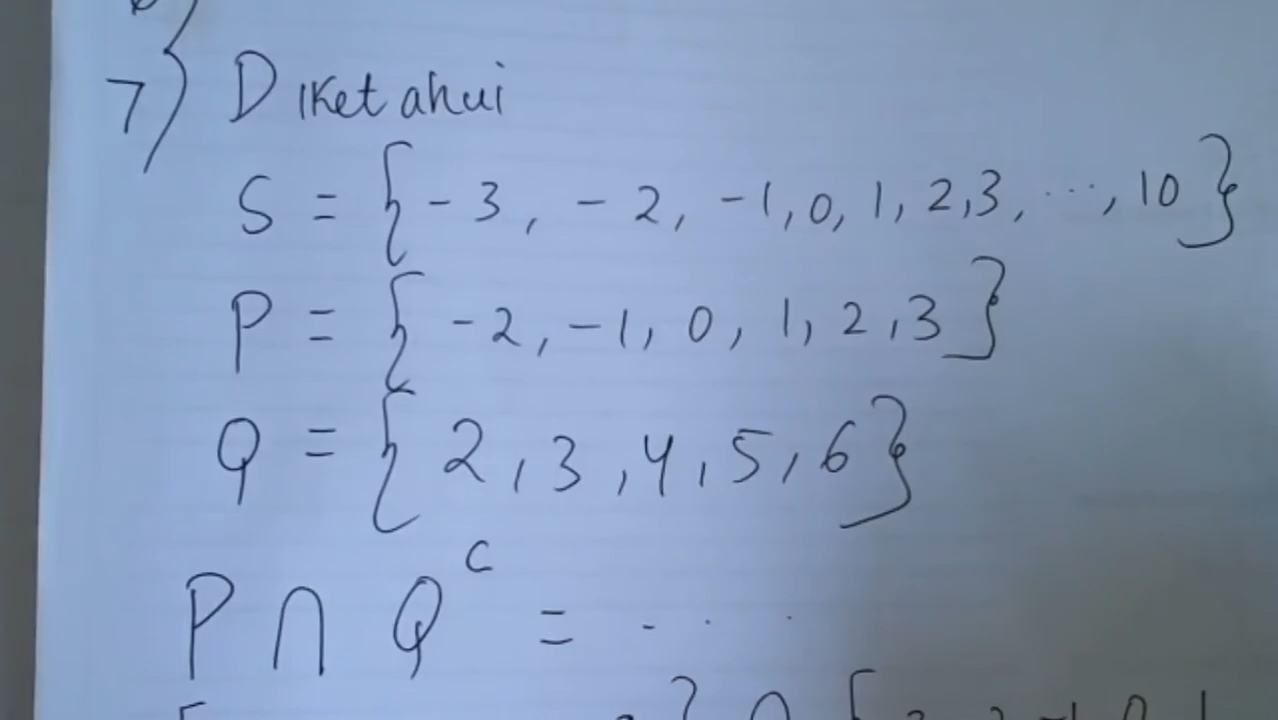 7) Diketahui
S = {-3, -2, -1, 0, 1, 2, 3, ..., 10}
P = {-2, -1, 0, 1, 2, 3}
Q = {2, 3, 4, 5, 6}
P ∩ Q^c = ...